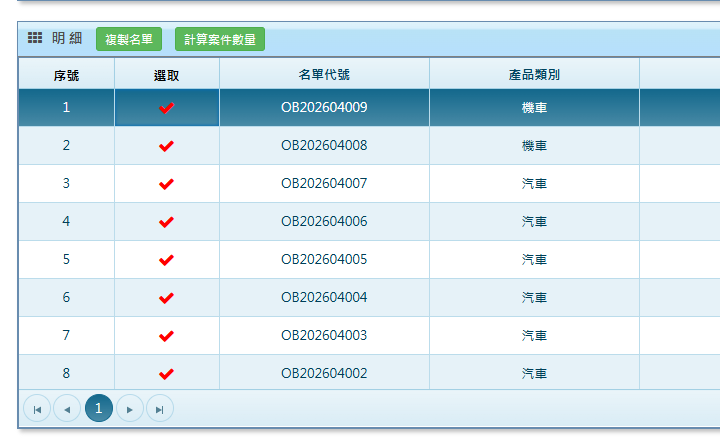 明細 複製名單 計算案件數量
序號 選取 名單代號 產品類別
1 OB202604009 機車
2 OB202604008 機車
3 OB202604007 汽車
4 OB202604006 汽車
5 OB202604005 汽車
6 OB202604004 汽車
7 OB202604003 汽車
8 OB202604002 汽車
1